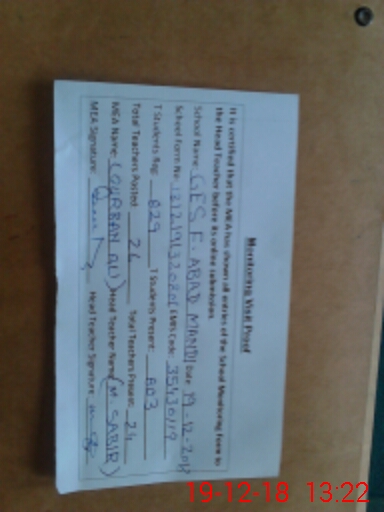 Monitoring Visit Proof
It is certified that the MEA has shown all entries of the School Monitoring Form to
the Head Teacher before its online submission.
School Name: GES F. ABAD MANDI Date: 19-12-2018
School Form No: EMIS Code:
T Students Reg: 829 T Students Present: 803
Total Teachers Posted: 26 Total Teachers Present: 24
MEA Name: (QURBAN ALI) Head Teacher Name: (M. SABIR)
MEA Signature: Head Teacher Signature:
19-12-18 13:22